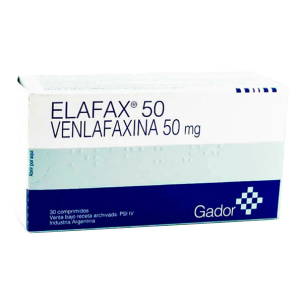 ELAFAX® 50
VENLAFAXINA 50 mg
30 comprimidos
Venta bajo receta archivada. PSI IV
Industria Argentina
Gador